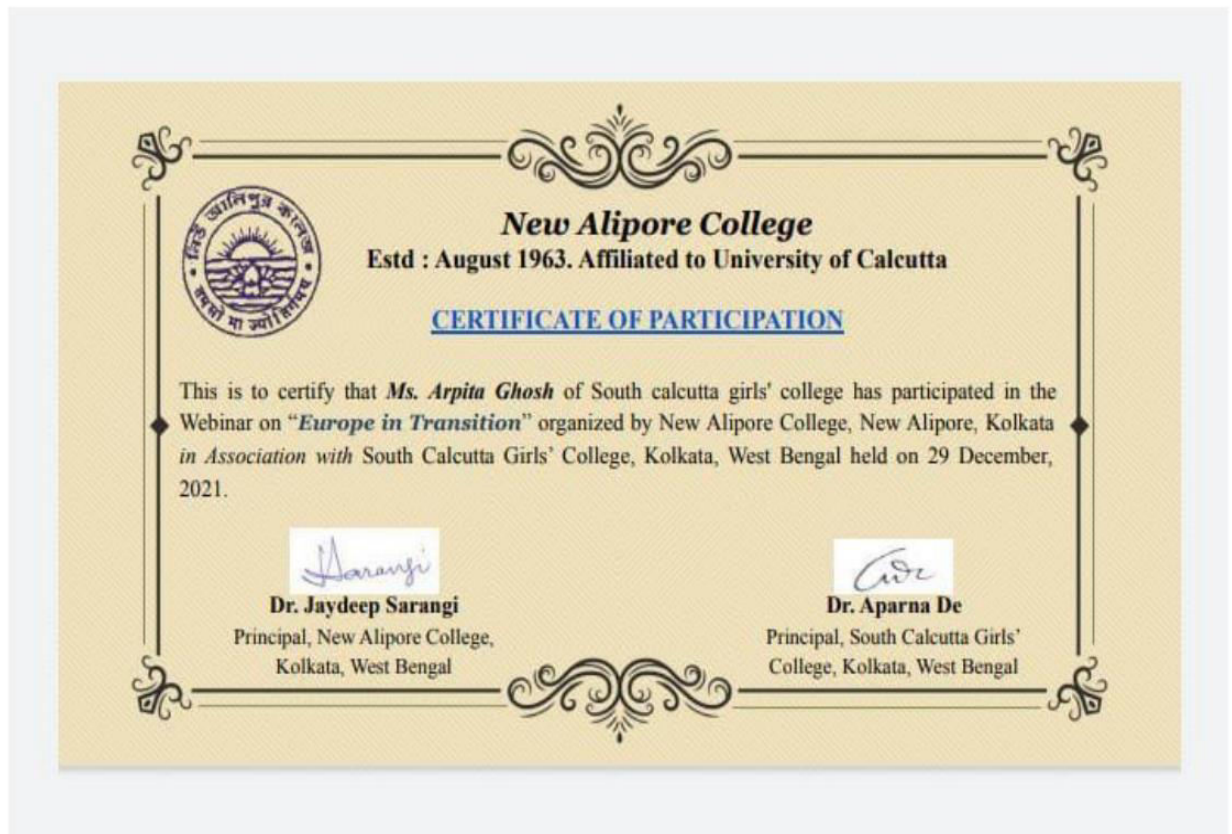 নিউ আলিপুর কলেজ
तमसो मा ज्योतिर्गमय
New Alipore College
Estd : August 1963. Affiliated to University of Calcutta
CERTIFICATE OF PARTICIPATION
This is to certify that Ms. Arpita Ghosh of South calcutta girls' college has participated in the
Webinar on “Europe in Transition” organized by New Alipore College, New Alipore, Kolkata
in Association with South Calcutta Girls’ College, Kolkata, West Bengal held on 29 December,
2021.
Sarangi
Dr. Jaydeep Sarangi
Principal, New Alipore College,
Kolkata, West Bengal
Dr. Aparna De
Principal, South Calcutta Girls’
College, Kolkata, West Bengal